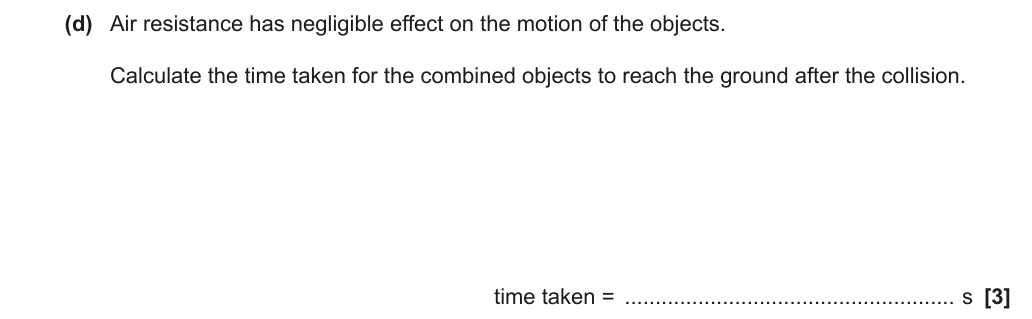 (d) Air resistance has negligible effect on the motion of the objects.
Calculate the time taken for the combined objects to reach the ground after the collision.
time taken = ...................................................... s [3]